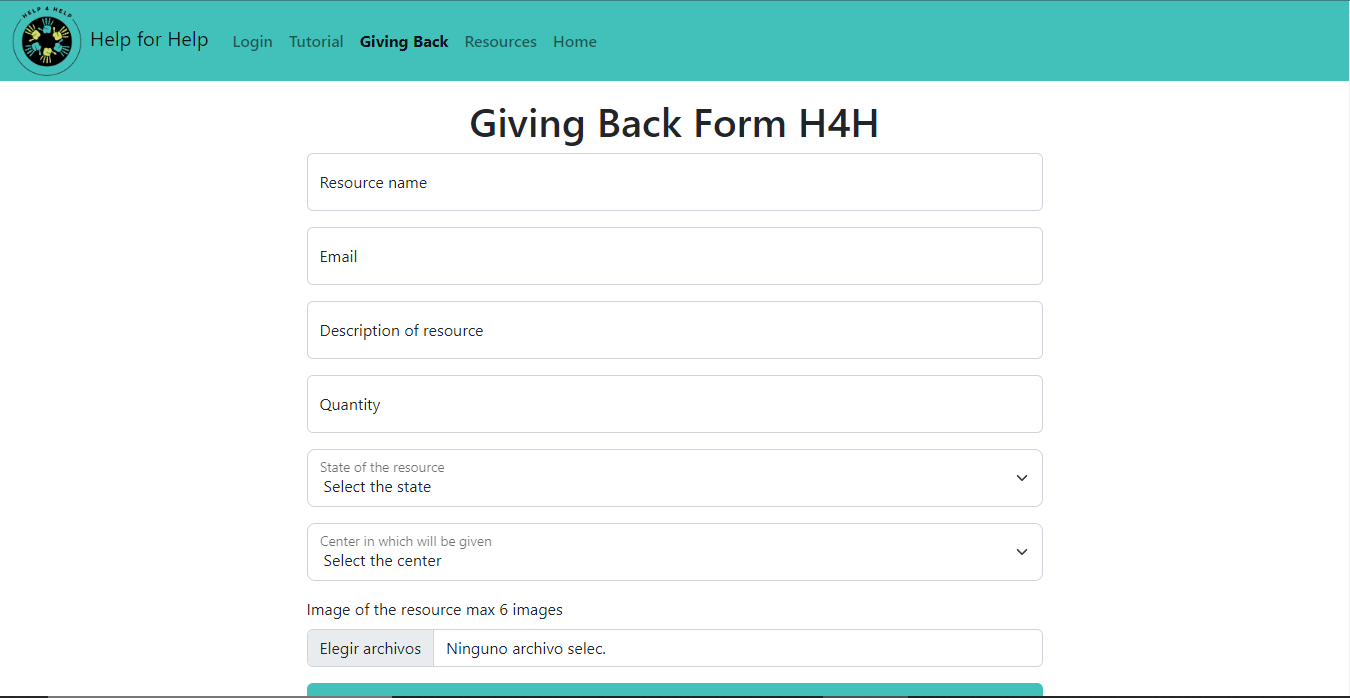 HELP 4 HELP
Help for Help Login Tutorial Giving Back Resources Home
Giving Back Form H4H
Resource name
Email
Description of resource
Quantity
State of the resource
Select the state
Center in which will be given
Select the center
Image of the resource max 6 images
Elegir archivos Ninguno archivo selec.